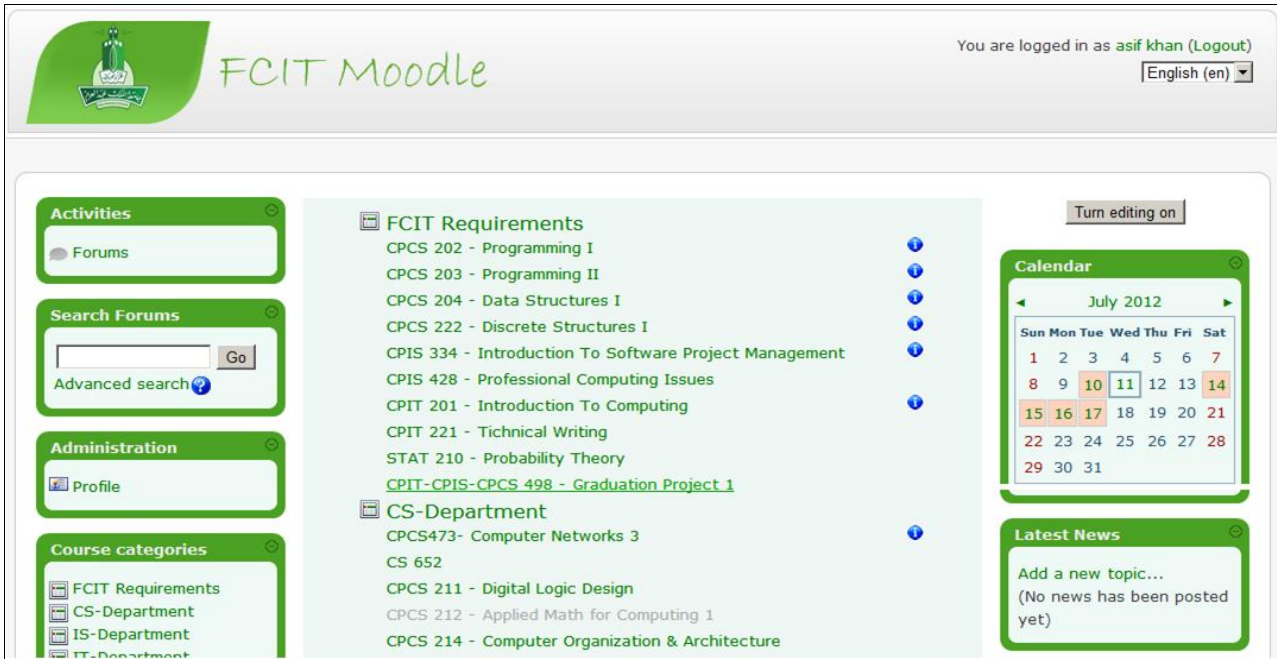 FCIT Moodle
You are logged in as asif khan (Logout)
English (en)
Activities
Forums
Search Forums
Go
Advanced search
Administration
Profile
Course categories
FCIT Requirements
CS-Department
IS-Department
IT-Department
FCIT Requirements
CPCS 202 - Programming I
CPCS 203 - Programming II
CPCS 204 - Data Structures I
CPCS 222 - Discrete Structures I
CPIS 334 - Introduction To Software Project Management
CPIS 428 - Professional Computing Issues
CPIT 201 - Introduction To Computing
CPIT 221 - Tichnical Writing
STAT 210 - Probability Theory
CPIT-CPIS-CPCS 498 - Graduation Project 1
CS-Department
CPCS473- Computer Networks 3
CS 652
CPCS 211 - Digital Logic Design
CPCS 212 - Applied Math for Computing 1
CPCS 214 - Computer Organization & Architecture
Turn editing on
Calendar
◄ July 2012 ►
Sun Mon Tue Wed Thu Fri Sat
1 2 3 4 5 6 7
8 9 10 11 12 13 14
15 16 17 18 19 20 21
22 23 24 25 26 27 28
29 30 31
Latest News
Add a new topic...
(No news has been posted
yet)